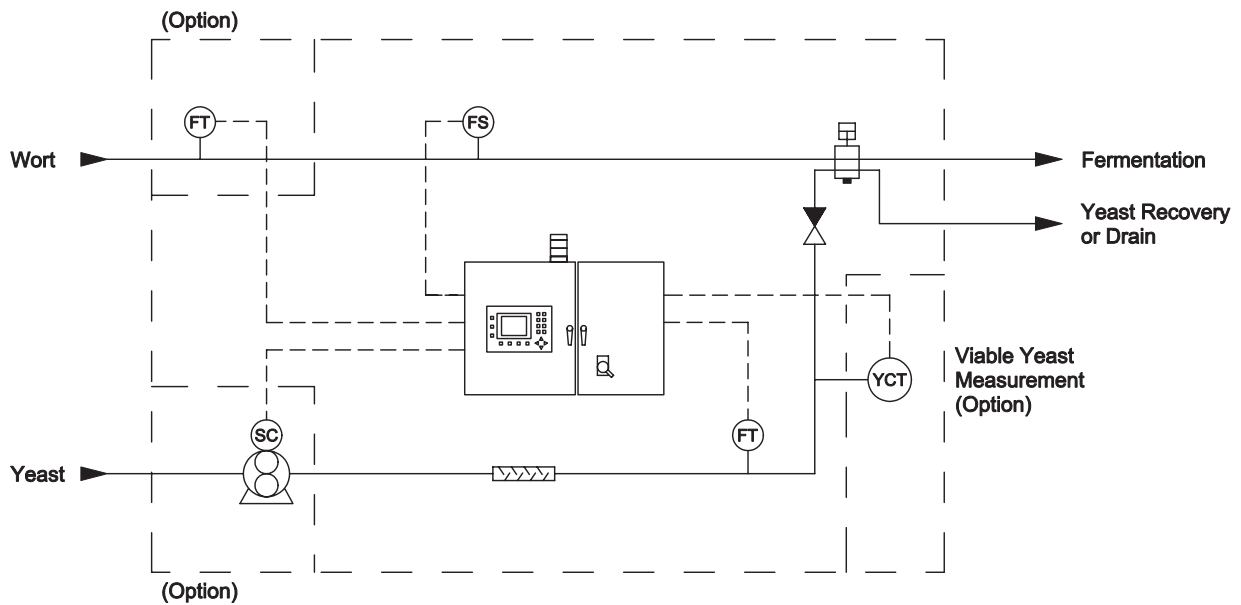 (Option)
FT
FS
Wort
Fermentation
Yeast Recovery
or Drain
Viable Yeast
Measurement
(Option)
YCT
SC
FT
Yeast
(Option)